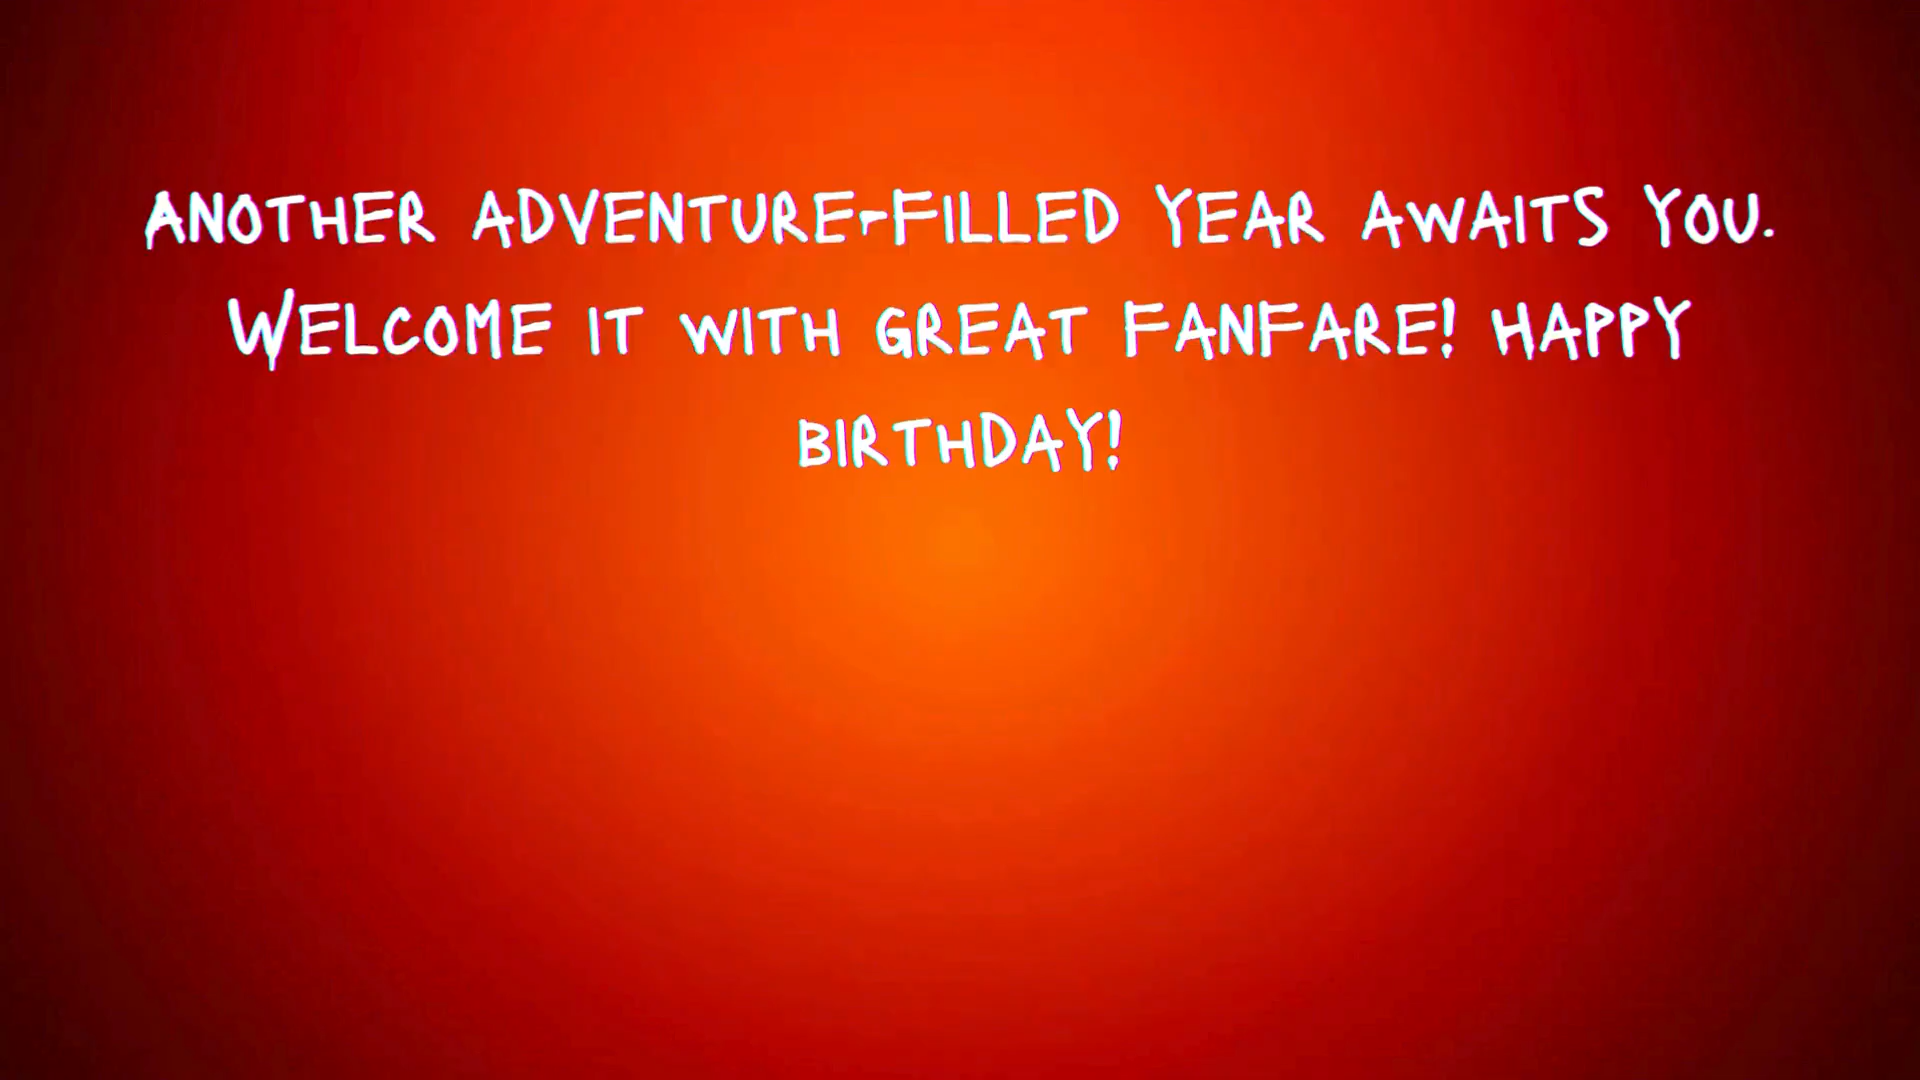 Another adventure-filled year awaits you.
Welcome it with great fanfare! Happy
birthday!